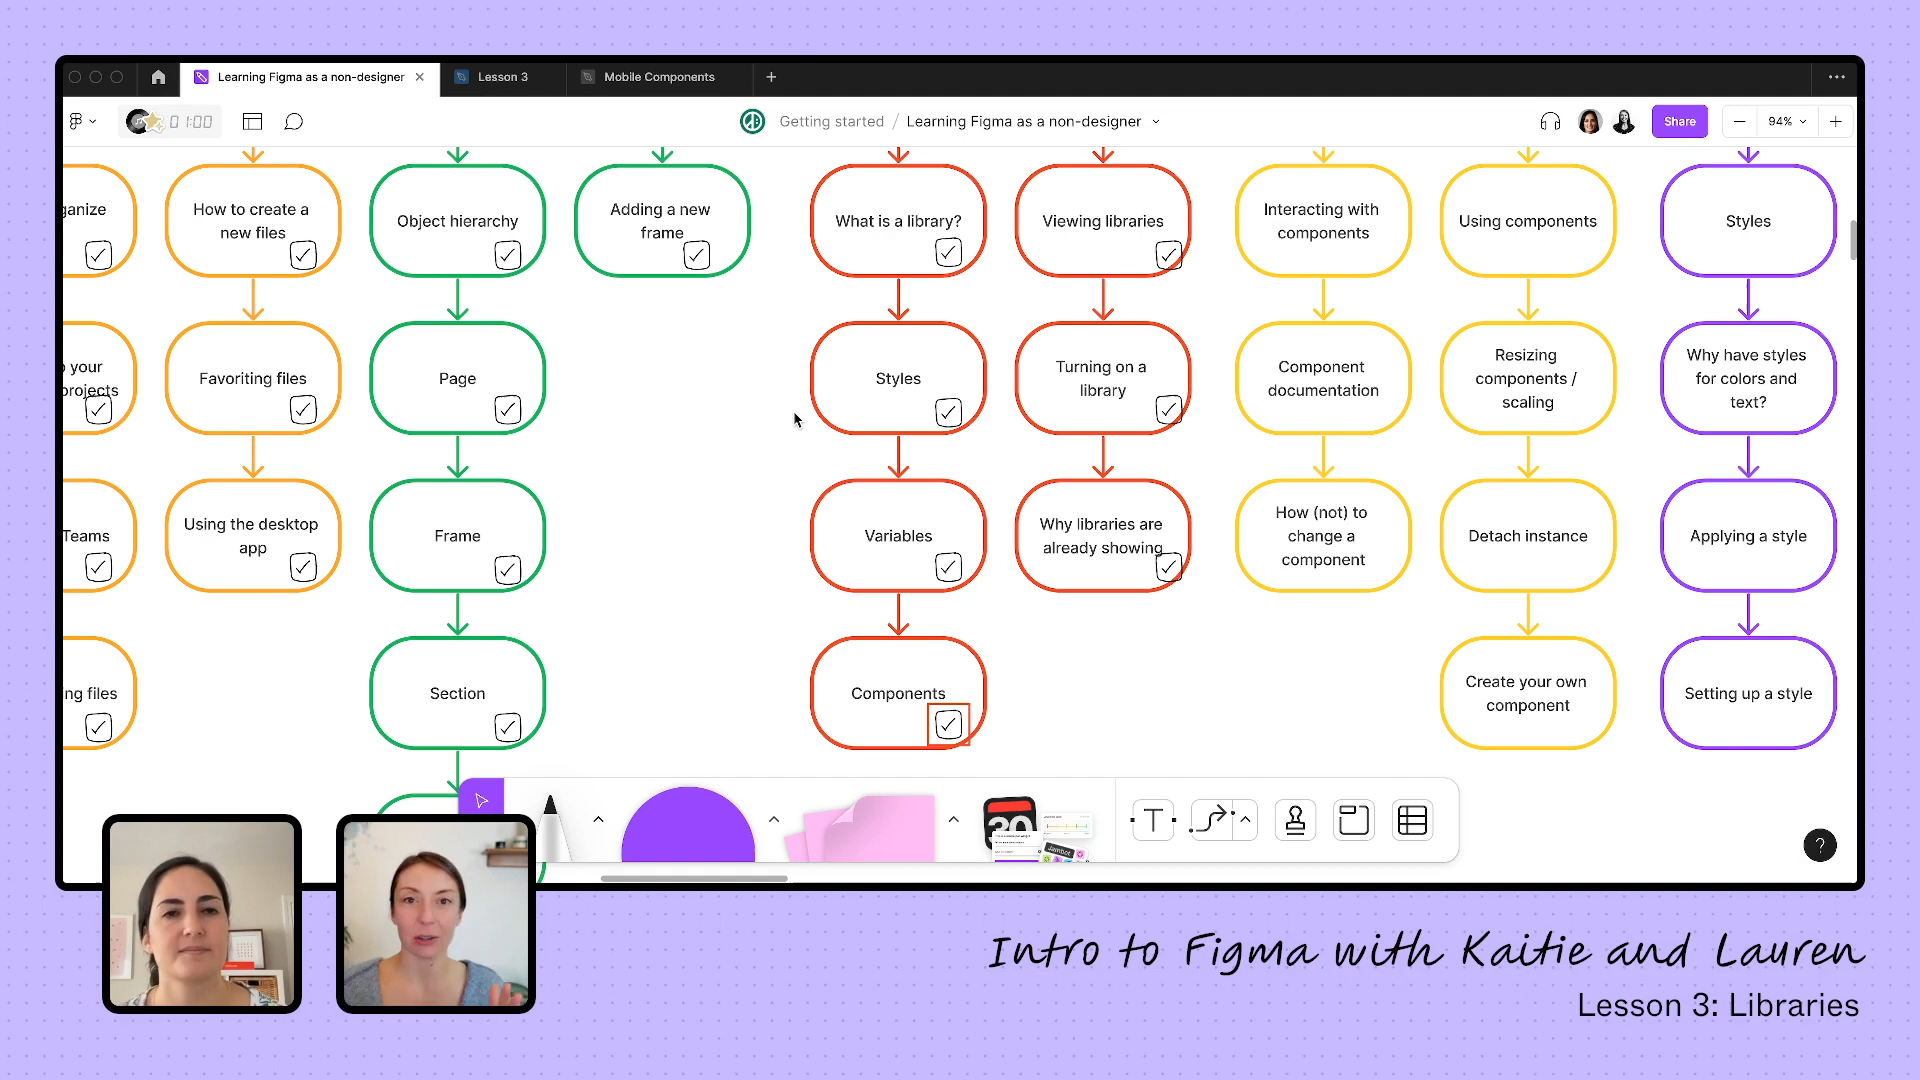 Learning Figma as a non-designer
Lesson 3
Mobile Components
01:00
Getting started / Learning Figma as a non-designer
Share
94%
ganize
How to create a
new files
Object hierarchy
Adding a new
frame
What is a library?
Viewing libraries
Interacting with
components
Using components
Styles
your
projects
Favoriting files
Page
Styles
Turning on a
library
Component
documentation
Resizing
components /
scaling
Why have styles
for colors and
text?
Teams
Using the desktop
app
Frame
Variables
Why libraries are
already showing
How (not) to
change a
component
Detach instance
Applying a style
ng files
Section
Components
Create your own
component
Setting up a style
30
Jambot
T
?
Intro to Figma with Kaitie and Lauren
Lesson 3: Libraries